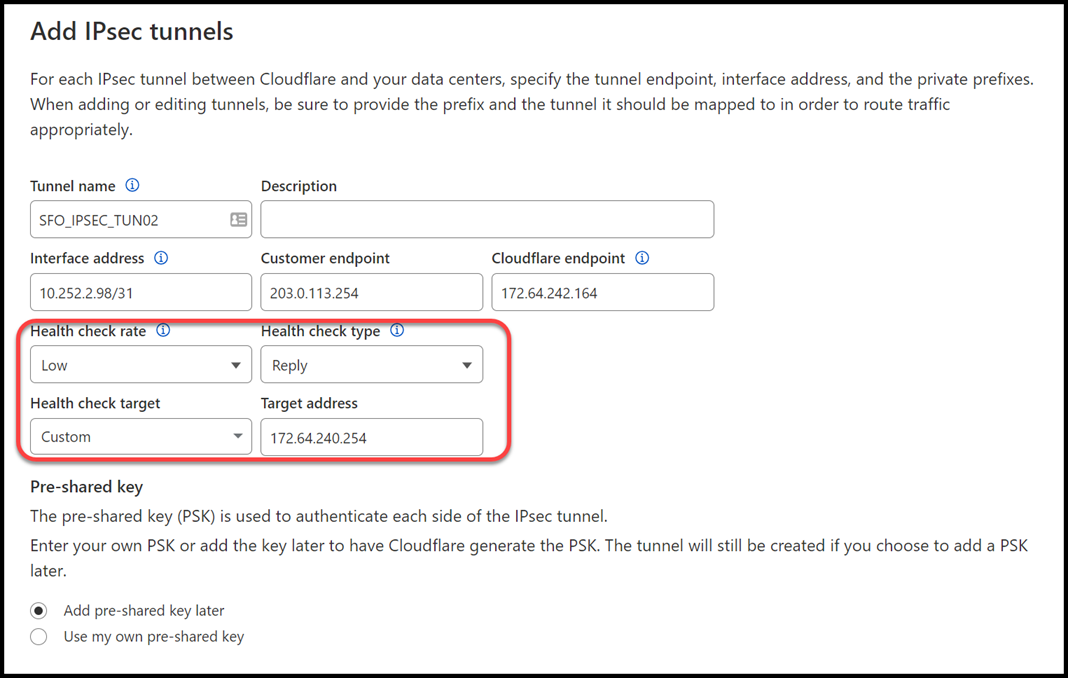 Add IPsec tunnels
For each IPsec tunnel between Cloudflare and your data centers, specify the tunnel endpoint, interface address, and the private prefixes.
When adding or editing tunnels, be sure to provide the prefix and the tunnel it should be mapped to in order to route traffic
appropriately.
Tunnel name Description
SFO_IPSEC_TUN02
Interface address Customer endpoint Cloudflare endpoint
10.252.2.98/31 203.0.113.254 172.64.242.164
Health check rate Health check type
Low Reply
Health check target Target address
Custom 172.64.240.254
Pre-shared key
The pre-shared key (PSK) is used to authenticate each side of the IPsec tunnel.
Enter your own PSK or add the key later to have Cloudflare generate the PSK. The tunnel will still be created if you choose to add a PSK
later.
Add pre-shared key later
Use my own pre-shared key